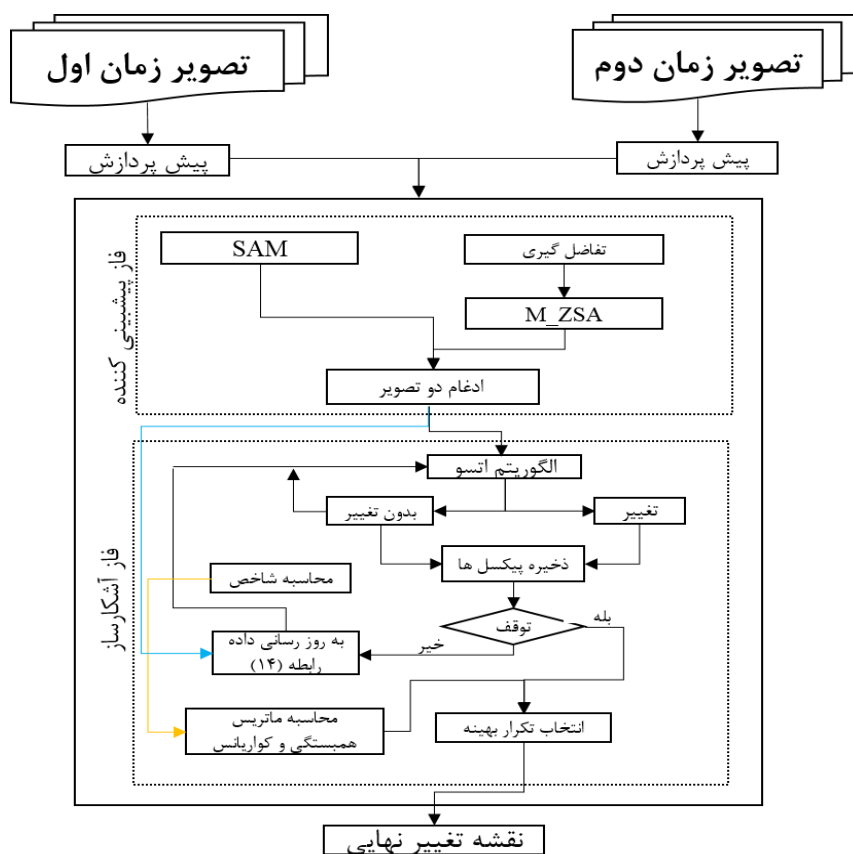 تصویر زمان اول
تصویر زمان دوم
پیش پردازش
پیش پردازش
فاز پیشبینی کننده
SAM
تفاضل گیری
M_ZSA
ادغام دو تصویر
فاز آشکارساز
الگوریتم اتسو
بدون تغییر
تغییر
ذخیره پیکسل ها
محاسبه شاخص
توقف
بله
خیر
به روز رسانی داده
رابطه (۱۴)
محاسبه ماتریس
همبستگی و کواریانس
انتخاب تکرار بهینه
نقشه تغییر نهایی